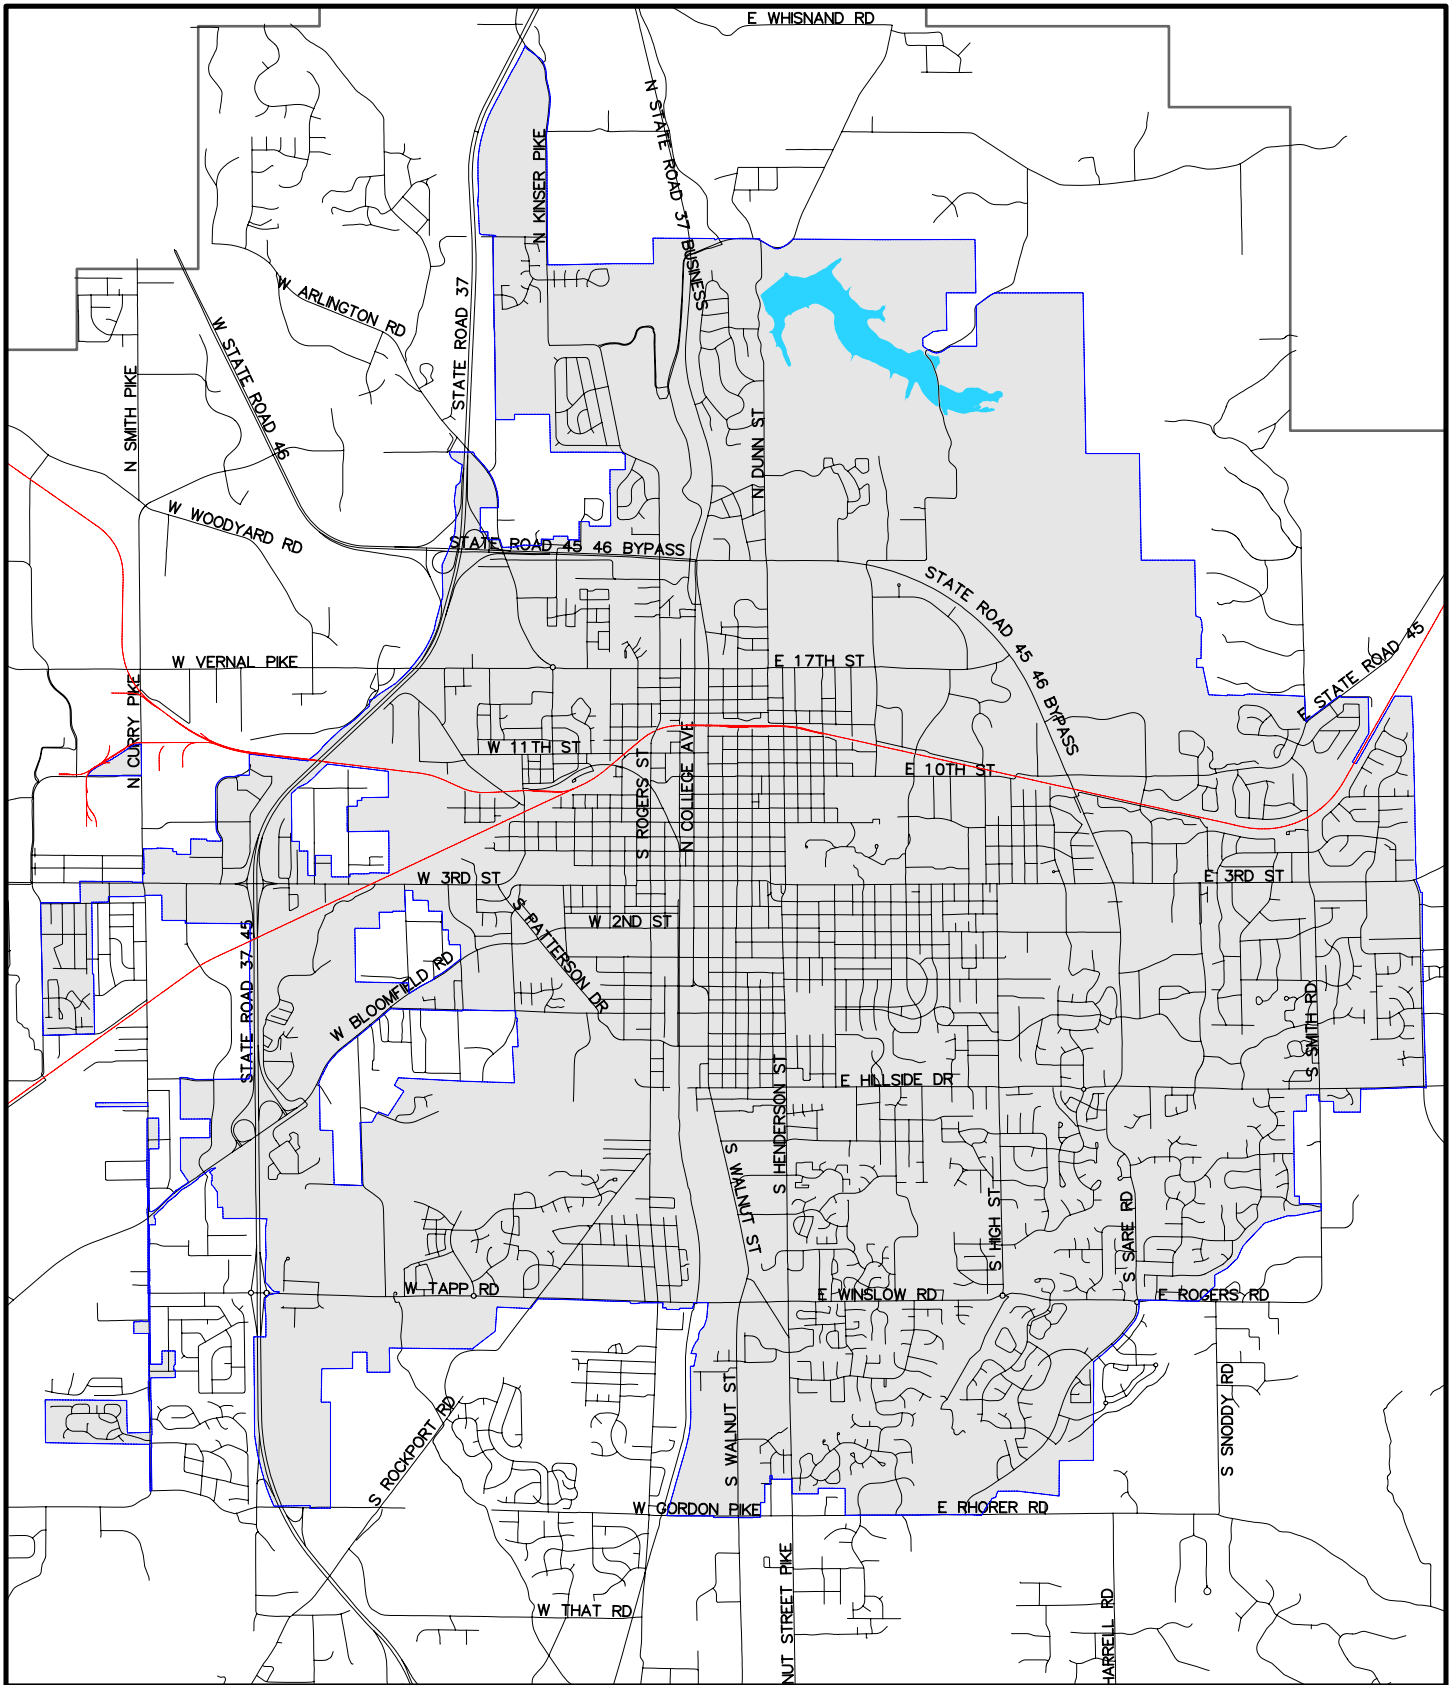 E WHISNAND RD
N STATE ROAD 37 BUSINESS
N KINSER PIKE
W ARLINGTON RD
STATE ROAD 37
W STATE ROAD 46
N SMITH PIKE
N DUNN ST
W WOODYARD RD
STATE ROAD 45 46 BYPASS
STATE ROAD 45 46 BYPASS
W VERNAL PIKE
E 17TH ST
E STATE ROAD 45
N CURRY PIKE
W 11TH ST
S ROGERS ST
N COLLEGE AVE
E 10TH ST
W 3RD ST
E 3RD ST
S PATTERSON DR
W 2ND ST
STATE ROAD 37 45
W BLOOMFIELD RD
S SMITH RD
E HILLSIDE DR
S HENDERSON ST
S WALNUT ST
S HIGH ST
S SARE RD
W TAPP RD
E WINSLOW RD
E ROGERS RD
S ROCKPORT RD
S WALNUT ST
S SNODDY RD
W GORDON PIKE
E RHORER RD
NUT STREET PIKE
W THAT RD
HARRELL RD